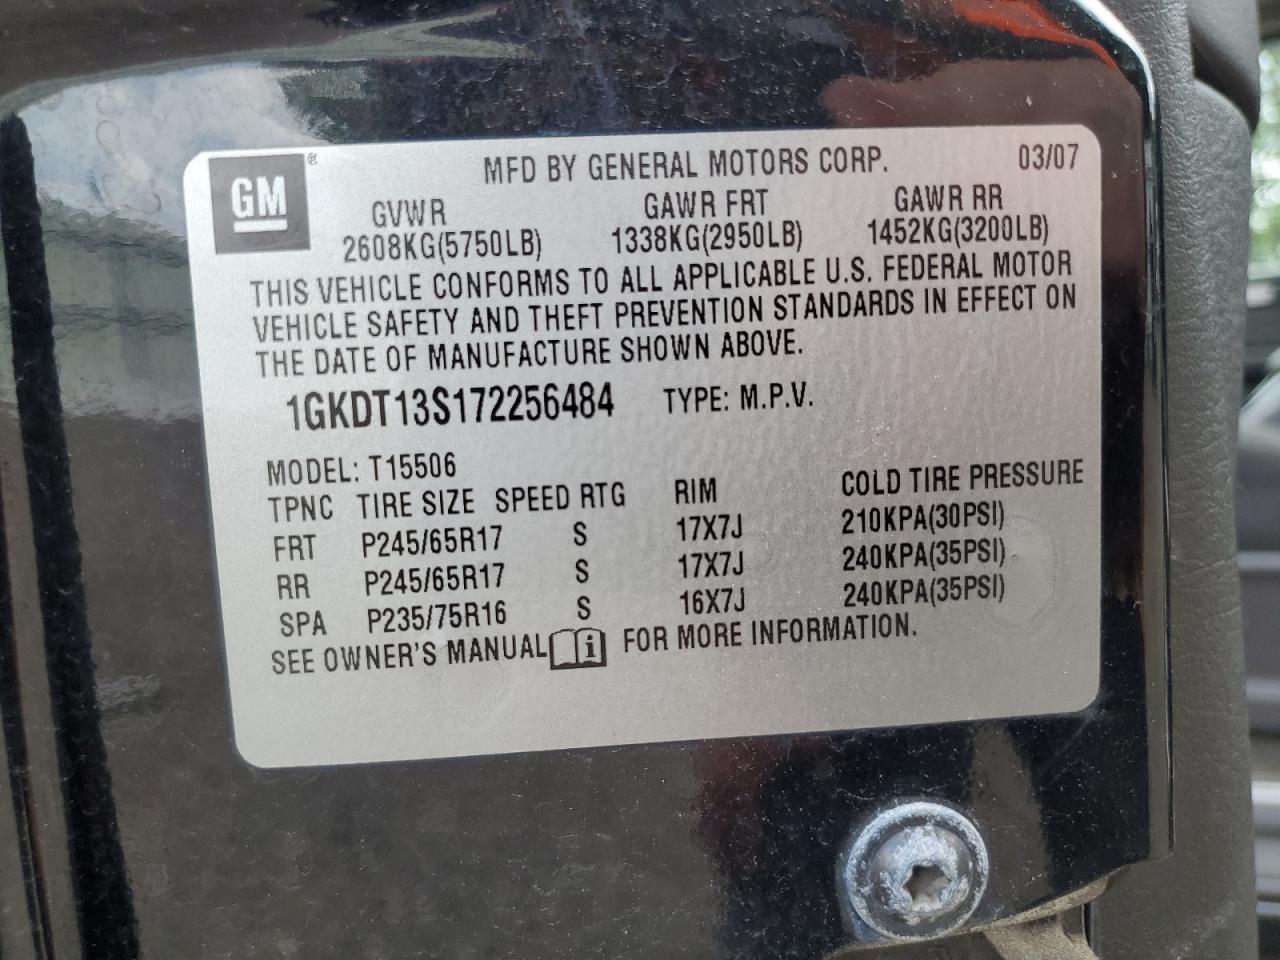 GM ® MFD BY GENERAL MOTORS CORP. 03/07
GVWR GAWR FRT GAWR RR
2608KG(5750LB) 1338KG(2950LB) 1452KG(3200LB)
THIS VEHICLE CONFORMS TO ALL APPLICABLE U.S. FEDERAL MOTOR
VEHICLE SAFETY AND THEFT PREVENTION STANDARDS IN EFFECT ON
THE DATE OF MANUFACTURE SHOWN ABOVE.
1GKDT13S172256484 TYPE: M.P.V.
MODEL: T15506
TPNC TIRE SIZE SPEED RTG RIM COLD TIRE PRESSURE
FRT P245/65R17 S 17X7J 210KPA(30PSI)
RR P245/65R17 S 17X7J 240KPA(35PSI)
SPA P235/75R16 S 16X7J 240KPA(35PSI)
SEE OWNER'S MANUAL i FOR MORE INFORMATION.